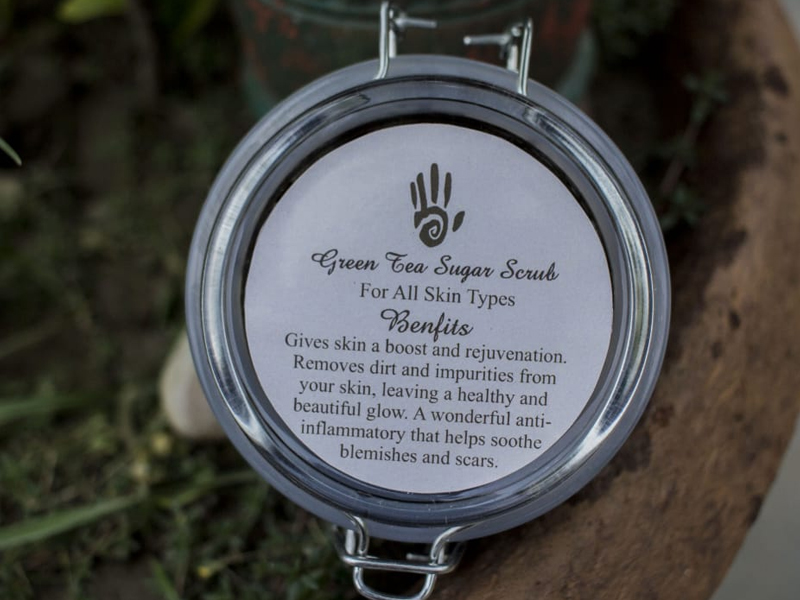 Green Tea Sugar Scrub
For All Skin Types
Benfits
Gives skin a boost and rejuvenation.
Removes dirt and impurities from
your skin, leaving a healthy and
beautiful glow. A wonderful anti-
inflammatory that helps soothe
blemishes and scars.